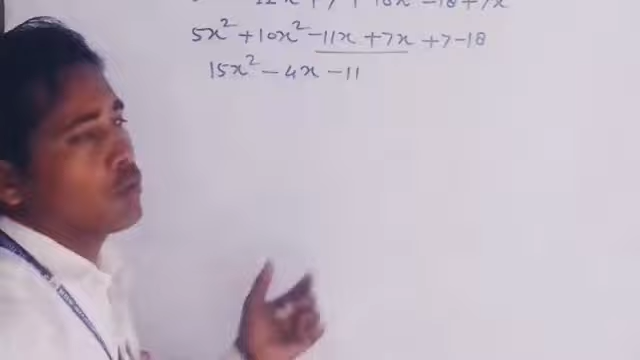 5x² + 10x² - 11x + 7x + 7 - 18
15x² - 4x - 11